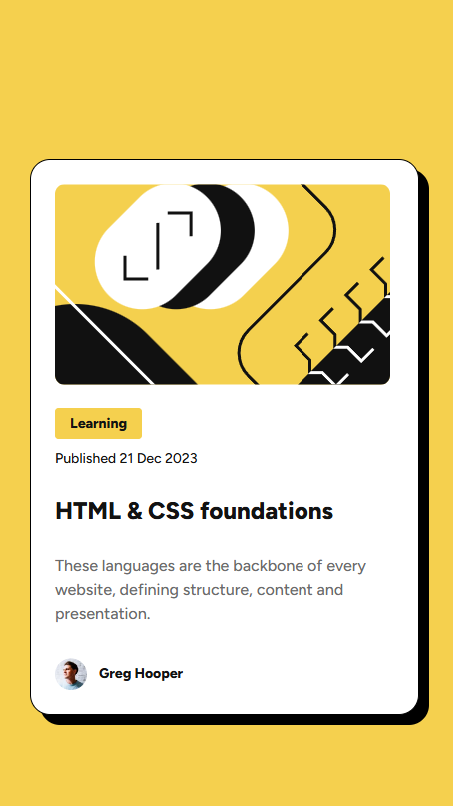 Learning
Published 21 Dec 2023
HTML & CSS foundations
These languages are the backbone of every
website, defining structure, content and
presentation.
Greg Hooper